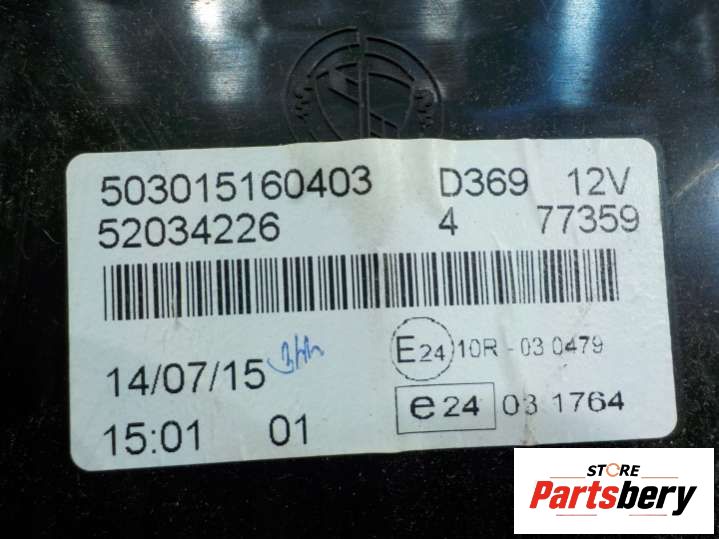 503015160403 D369 12V
52034226 4 77359
14/07/15
E24 10R - 03 0479
e24 03 1764
15:01 01
STORE
Partsbery